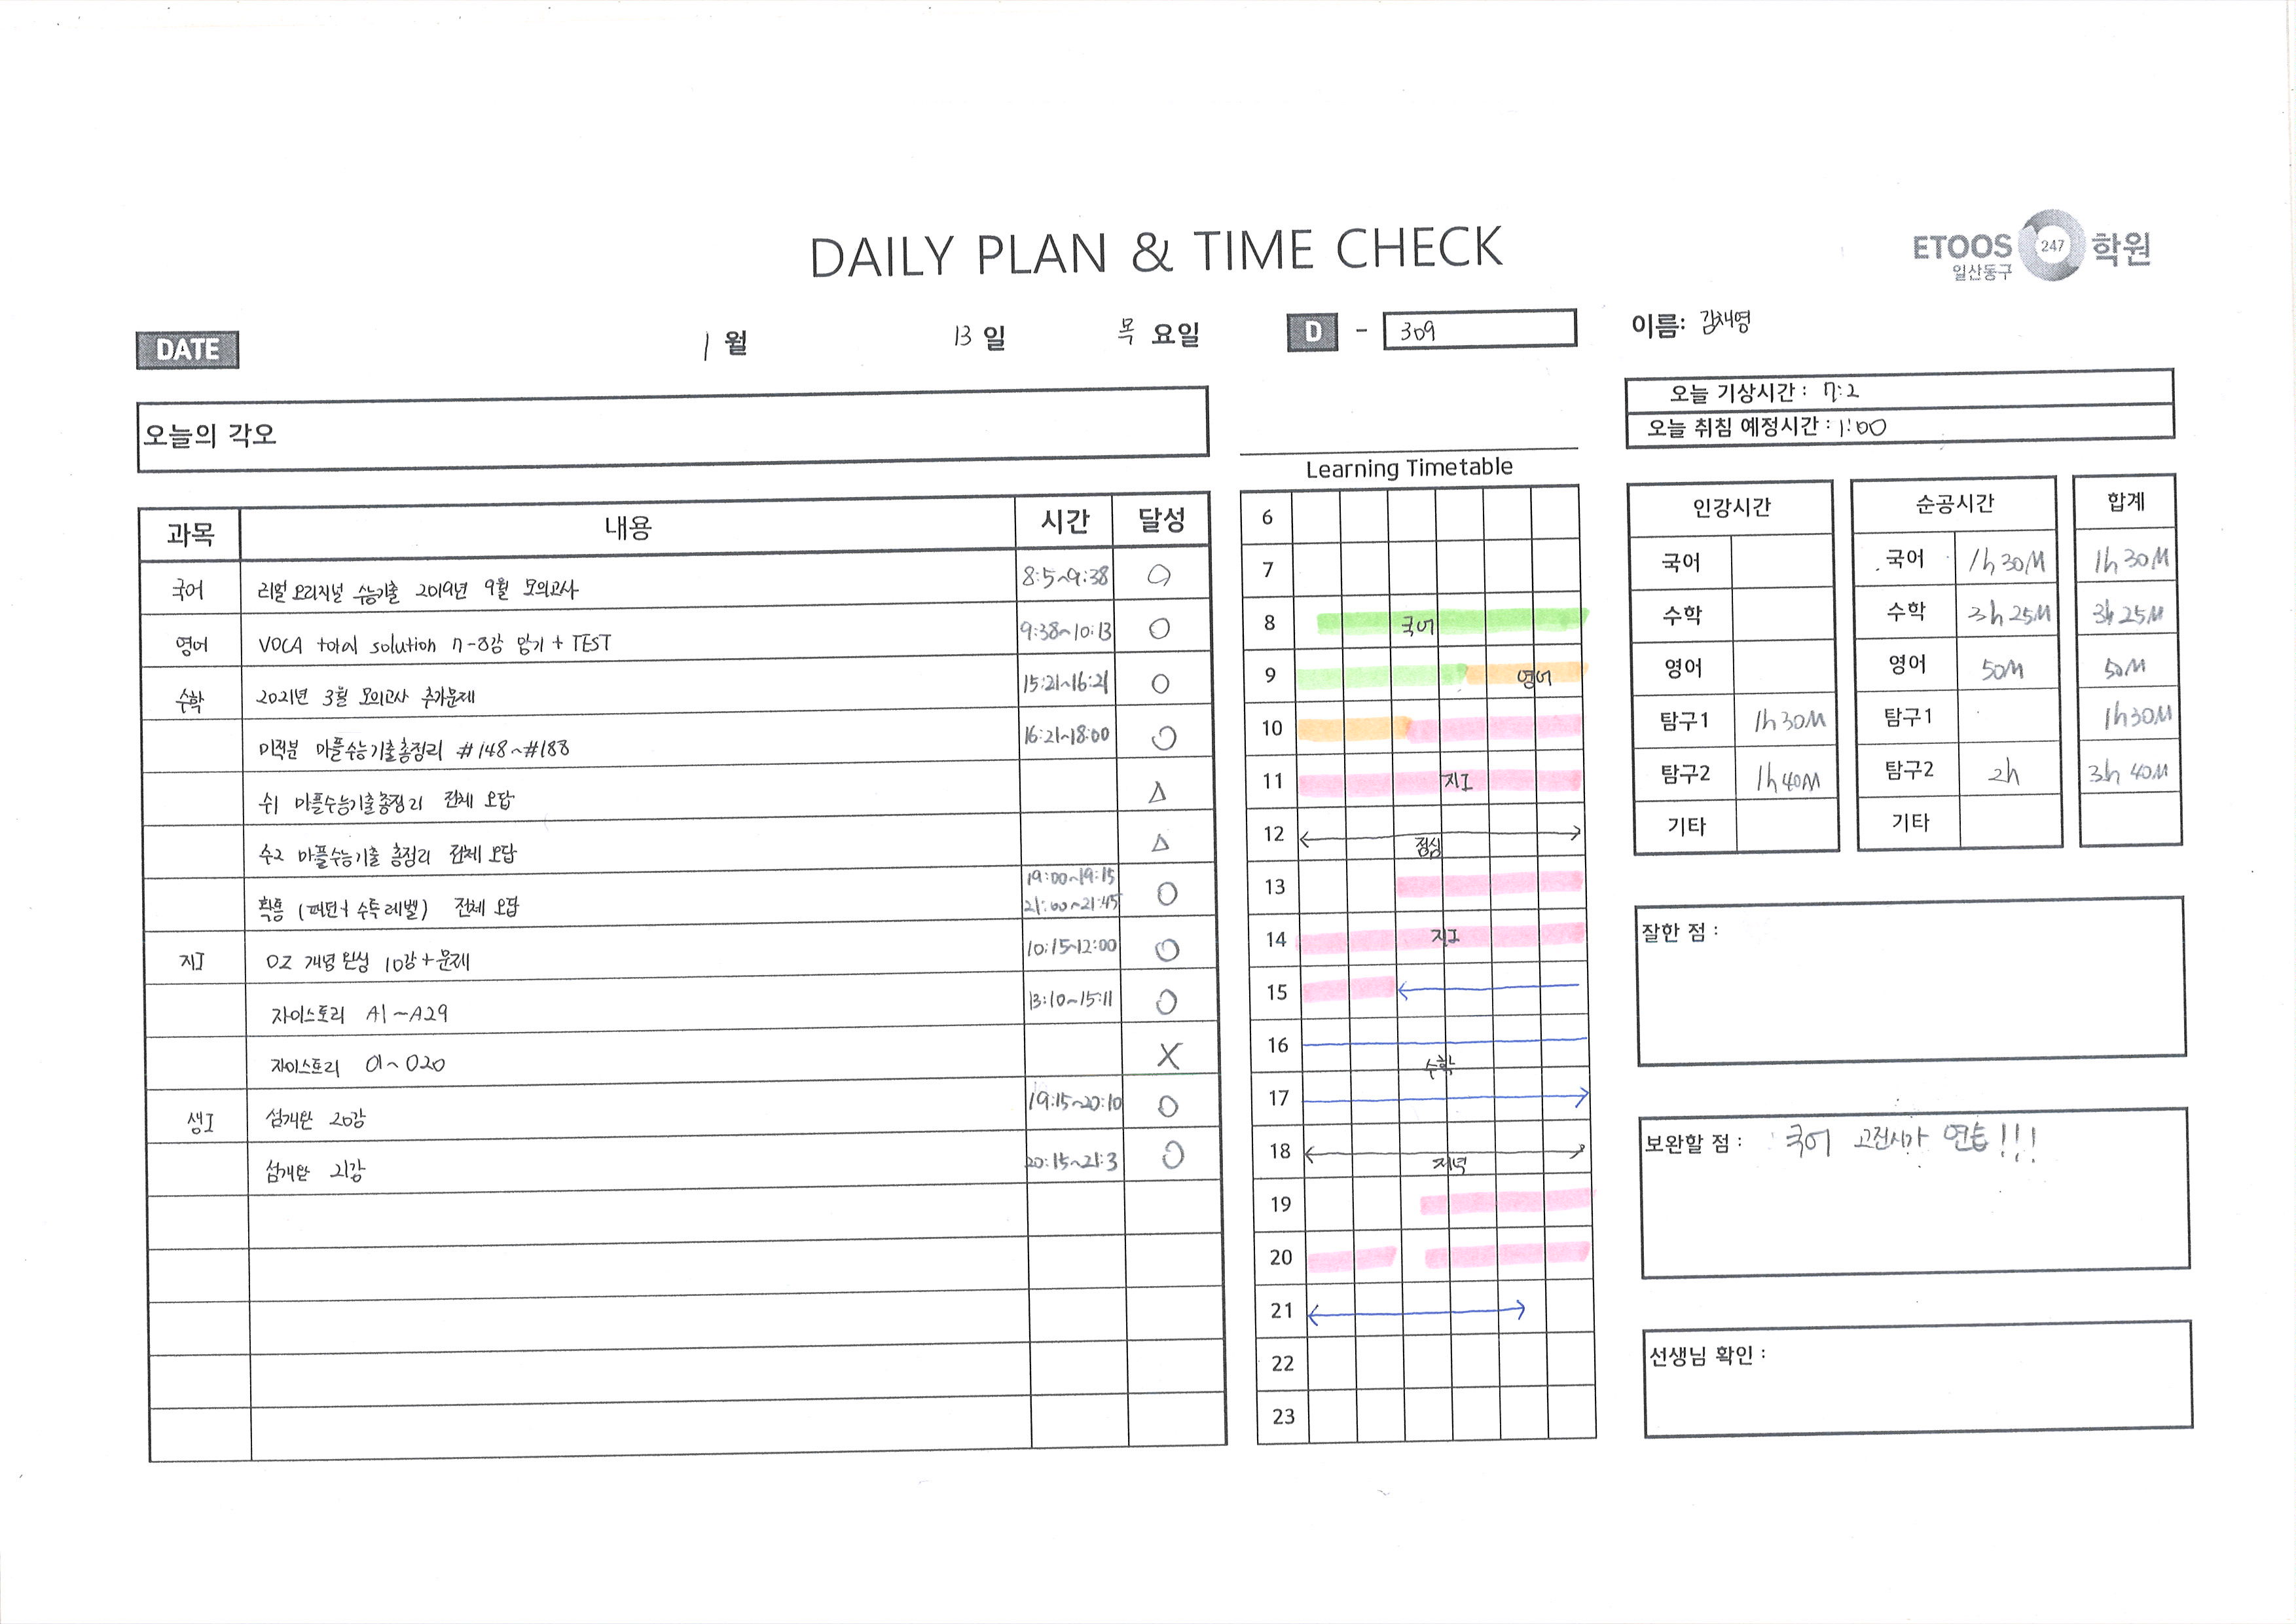 DAILY PLAN & TIME CHECK
ETOOS 247 학원
일산동구
DATE 1 월 13 일 목 요일 D - 309 이름: 김채영
오늘의 각오
오늘 기상시간 : 7:2
오늘 취침 예정시간 : 1:00
과목 내용 시간 달성
국어 리얼 오리지널 수능기출 2019년 9월 모의고사 8:5~9:38 O
영어 VOCA total solution 7-8강 암기 + TEST 9:38~10:13 O
수학 2021년 3월 모의고사 추가문제 15:21~16:21 O
미적분 마플수능기출총정리 #148~#188 16:21~18:00 O
수1 마플수능기출총정리 전체 오답 △
수2 마플수능기출 총정리 전체 오답 △
확통 (패턴+수특레벨) 전체 오답 19:00~19:15 O
21:00~21:45
지I OZ 개념완성 10강+문제 10:15~12:00 O
자이스토리 A1~A29 13:10~15:11 O
자이스토리 01~020 X
생I 섬개완 20강 19:15~20:10 O
섬개완 21강 20:15~21:3 O
Learning Timetable
6
7
8 국어
9 영어
10
11 지I
12 점심
13
14 지I
15
16 수학
17
18 저녁
19
20
21
22
23
인강시간 순공시간 합계
국어 국어 1h 30M 1h 30M
수학 수학 3h 25M 3h 25M
영어 영어 50M 50M
탐구1 1h 30M 탐구1 1h30M
탐구2 1h 40M 탐구2 2h 3h 40M
기타 기타
잘한 점 :
보완할 점 : 국어 고전시가 연습!!!
선생님 확인 :